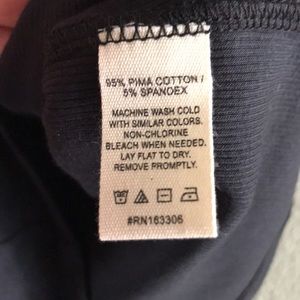 95% PIMA COTTON /
5% SPANDEX
MACHINE WASH COLD
WITH SIMILAR COLORS.
NON-CHLORINE
BLEACH WHEN NEEDED.
LAY FLAT TO DRY.
REMOVE PROMPTLY.
#RN163306